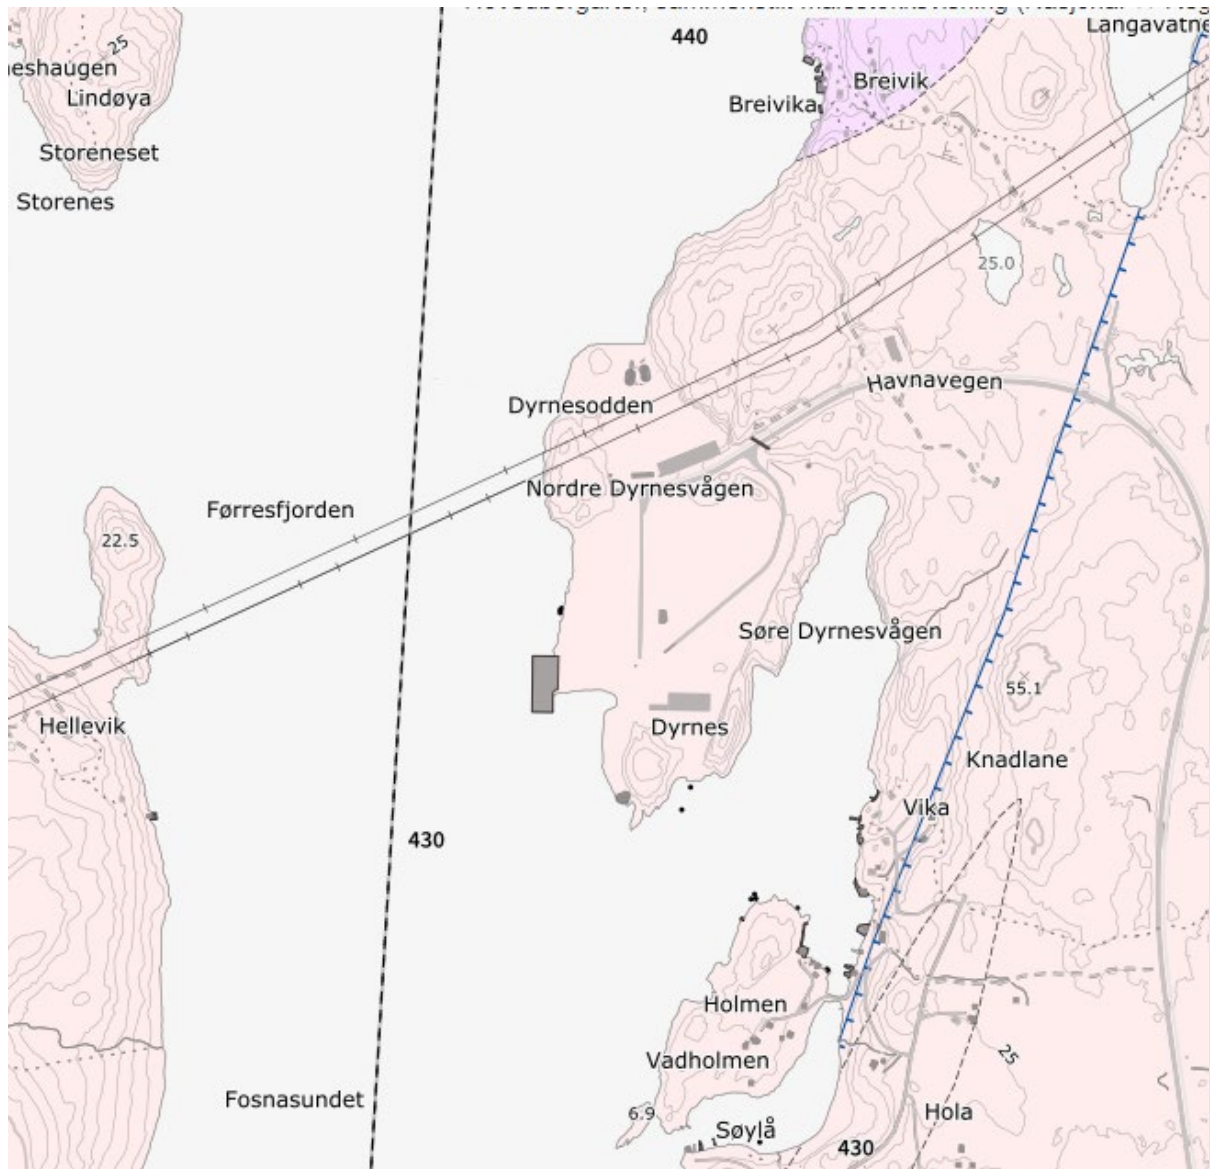 440
Langavatne
25
eshaugen
Lindøya
Breivik
Breivika
Storeneset
Storenes
25.0
Havnavegen
Dyrnesodden
Nordre Dyrnesvågen
Førresfjorden
22.5
Søre Dyrnesvågen
55.1
Hellevik
Dyrnes
Knadlane
Vika
430
Holmen
Vadholmen
25
Fosnasundet
6.9
Hola
Søylå
430